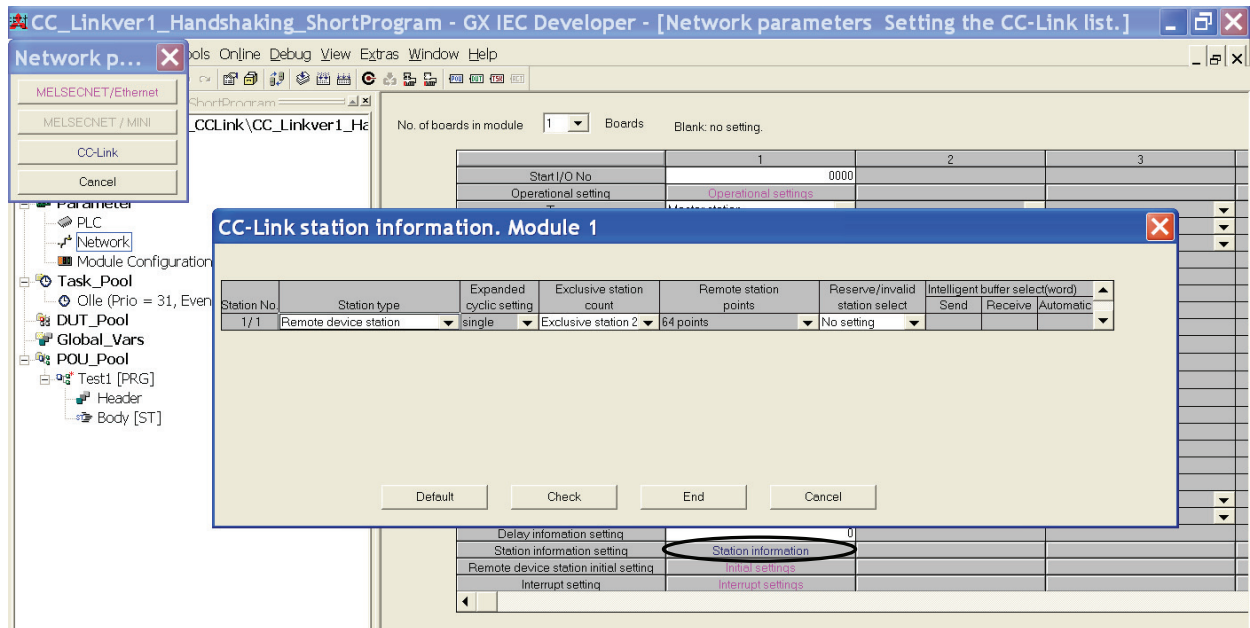 CC_Linkver1_Handshaking_ShortProgram - GX IEC Developer - [Network parameters Setting the CC-Link list.]
Network p...
ools Online Debug View Extras Window Help
MELSECNET/Ethernet
MELSECNET / MINI
CC-Link
Cancel
ShortProgram
_CCLink\CC_Linkver1_Ha
Parameter
PLC
Network
Module Configuration
Task_Pool
Olle (Prio = 31, Even
DUT_Pool
Global_Vars
POU_Pool
Test1 [PRG]
Header
Body [ST]
No. of boards in module 1 Boards Blank: no setting.
1 2 3
Start I/O No 0000
Operational setting Operational settings
CC-Link station information. Module 1
Expanded Exclusive station Remote station Reserve/invalid Intelligent buffer select(word)
Station No. Station type cyclic setting count points station select Send Receive Automatic
1/1 Remote device station single Exclusive station 2 64 points No setting
Default Check End Cancel
Delay infomation setting 0
Station information setting Station information
Remote device station initial setting Initial settings
Interrupt setting Interrupt settings